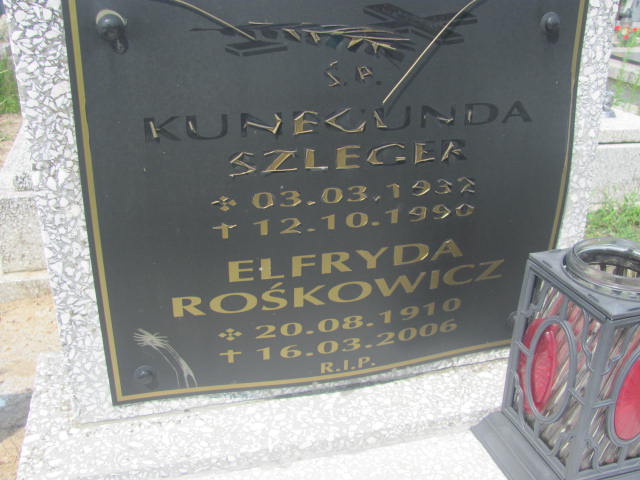 Ś.P.
KUNEGUNDA
SZLEGER
03.03.1932
† 12.10.1990
ELFRYDA
ROŚKOWICZ
20.08.1910
† 16.03.2006
R.I.P.